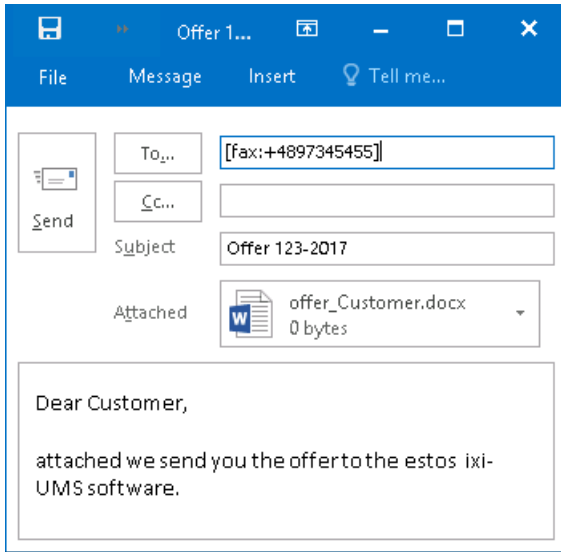 Offer 1...
File Message Insert Tell me...
To... [fax:+4897345455]
Cc...
Send
Subject Offer 123-2017
Attached offer_Customer.docx
0 bytes
Dear Customer,
attached we send you the offer to the estos ixi-
UMS software.